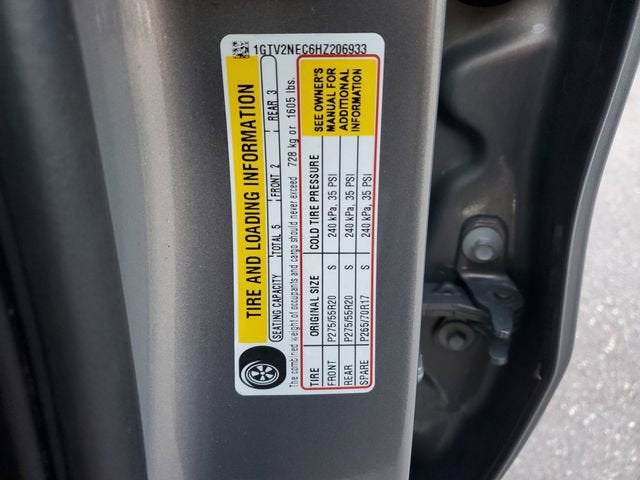 1GTV2NEC6HZ206933
TIRE AND LOADING INFORMATION
SEATING CAPACITY TOTAL 5 FRONT 2 REAR 3
The combined weight of occupants and cargo should never exceed 728 kg or 1605 lbs.
TIRE ORIGINAL SIZE COLD TIRE PRESSURE
FRONT P275/55R20 S 240 kPa, 35 PSI
REAR P275/55R20 S 240 kPa, 35 PSI
SPARE P265/70R17 S 240 kPa, 35 PSI
SEE OWNER'S
MANUAL FOR
ADDITIONAL
INFORMATION